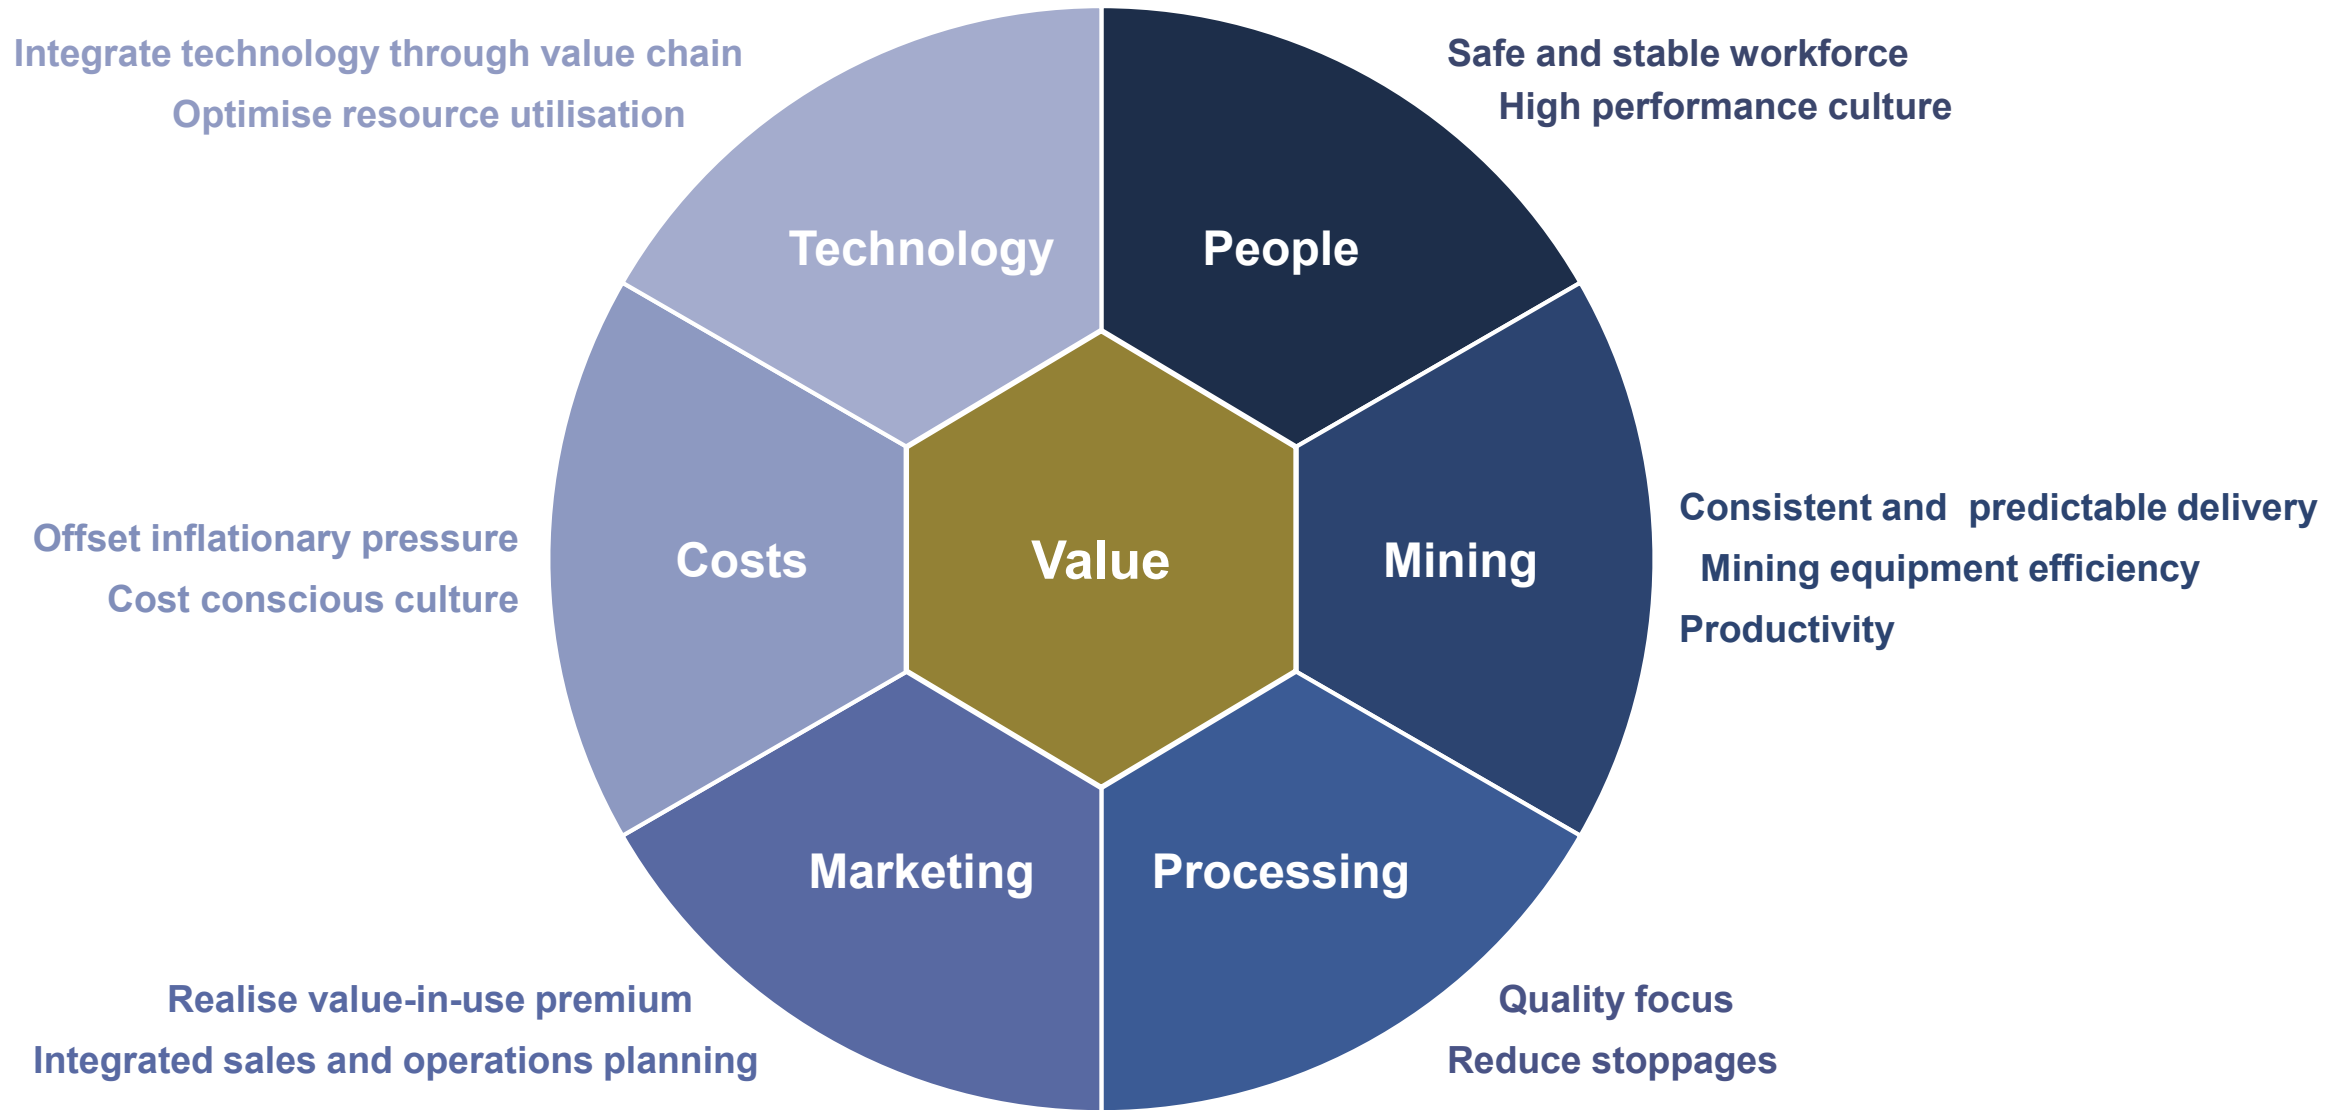 Integrate technology through value chain
Optimise resource utilisation
Safe and stable workforce
High performance culture
Technology
People
Offset inflationary pressure
Cost conscious culture
Costs
Value
Mining
Consistent and  predictable delivery
Mining equipment efficiency
Productivity
Marketing
Processing
Realise value-in-use premium
Integrated sales and operations planning
Quality focus
Reduce stoppages